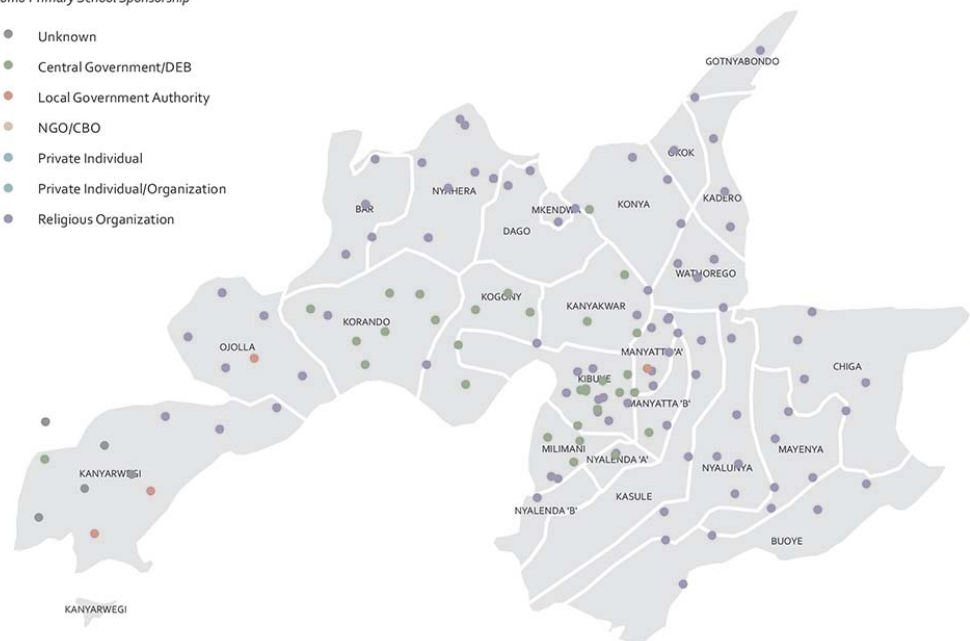 Primary School Sponsorship
Unknown
Central Government/DEB
Local Government Authority
NGO/CBO
Private Individual
Private Individual/Organization
Religious Organization
GOTNYABONDO
OKOK
KADERO
NYAHERA
BAR
MKENDWA
KONYA
DAGO
WATHOREGO
KOGONY
KANYAKWAR
KORANDO
OJOLLA
MANYATTA 'A'
CHIGA
KIBUYE
MANYATTA 'B'
MILIMANI
NYALENDA 'A'
MAYENYA
NYALUNYA
KANYARWEGI
KASULE
NYALENDA 'B'
BUOYE
KANYARWEGI